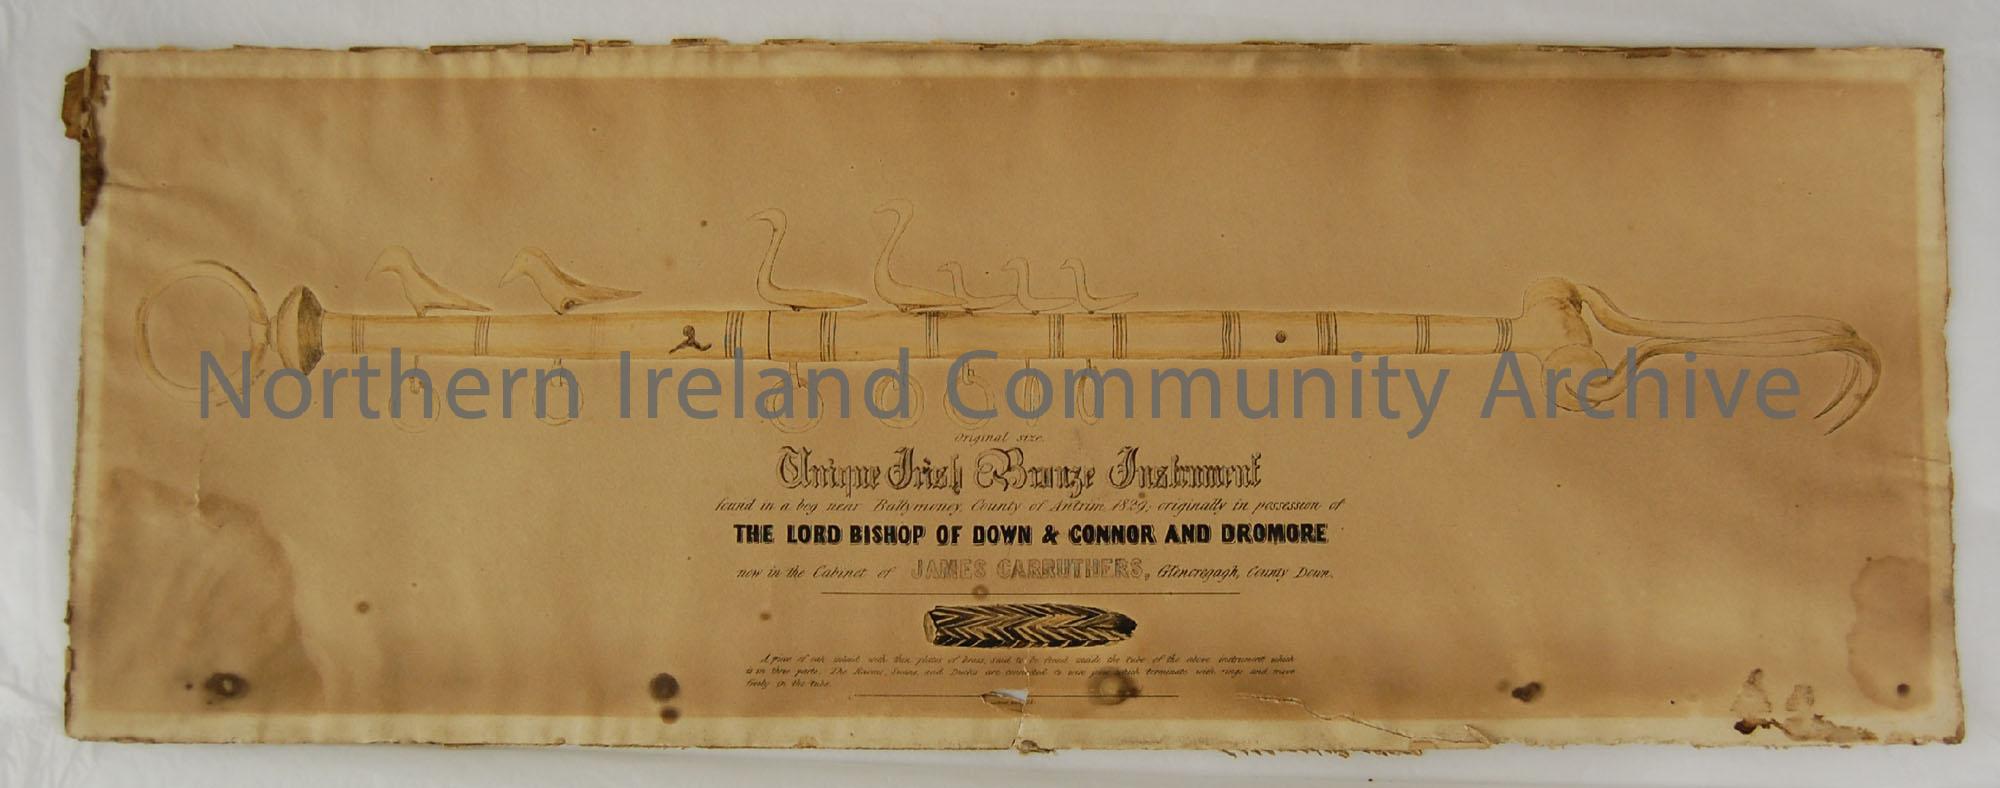 Northern Ireland Community Archive
Original size.
Unique Irish Bronze Instrument
found in a bog near Ballymoney, County of Antrim, 1829; originally in possession of
THE LORD BISHOP OF DOWN & CONNOR AND DROMORE
now in the Cabinet of JAMES CARRUTHERS, Glencregagh, County Down.
A piece of oak inlaid with thin plates of brass, said to be found inside the tube of the above instrument which
is in three parts. The Ravens, Swans, and Ducks are connected to wise pins which terminate with rings and move
freely in the tube.